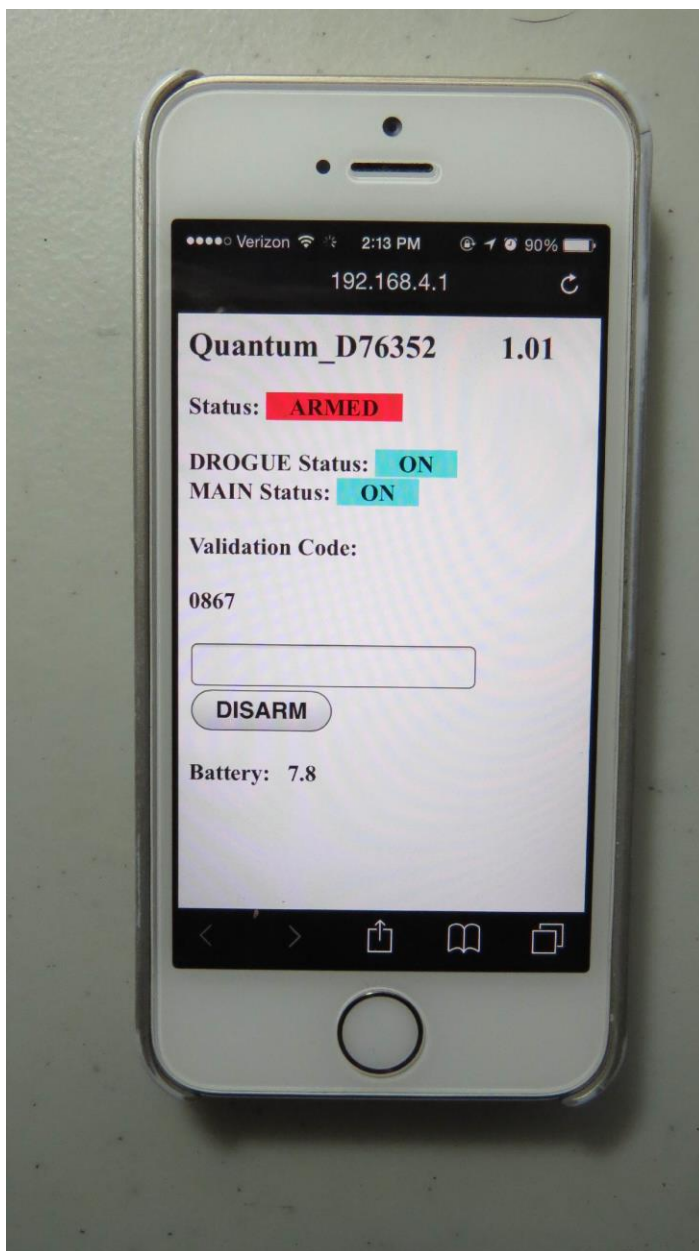 Verizon 2:13 PM 90%
192.168.4.1
Quantum_D76352 1.01
Status: ARMED
DROGUE Status: ON
MAIN Status: ON
Validation Code:
0867
DISARM
Battery: 7.8